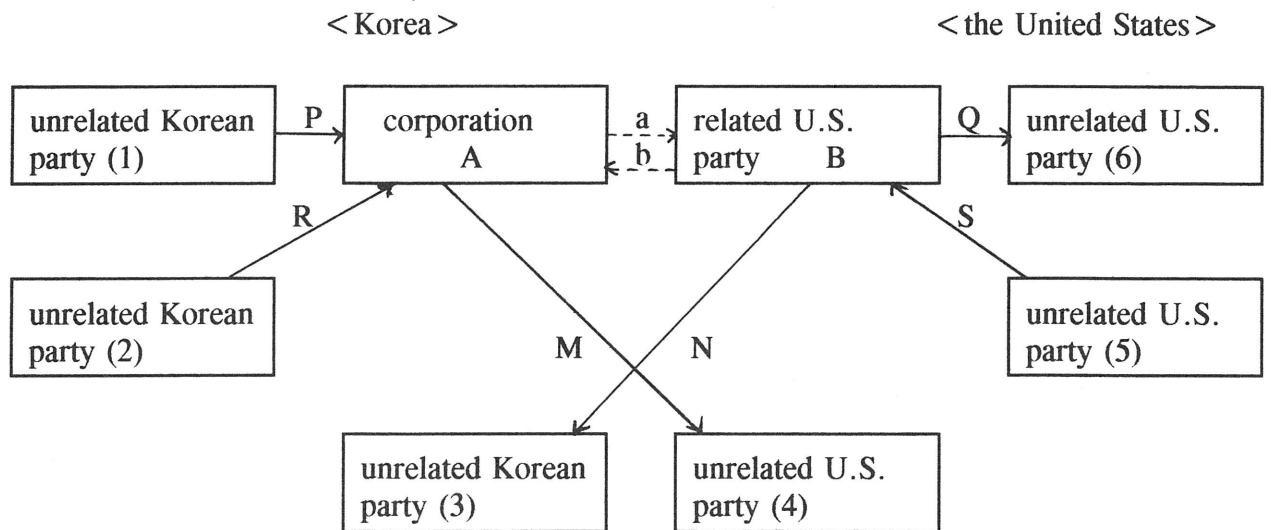 <Korea>
<the United States>
unrelated Korean
party (1)
P
corporation
A
a
b
related U.S.
party B
Q
unrelated U.S.
party (6)
R
S
unrelated Korean
party (2)
M
N
unrelated U.S.
party (5)
unrelated Korean
party (3)
unrelated U.S.
party (4)